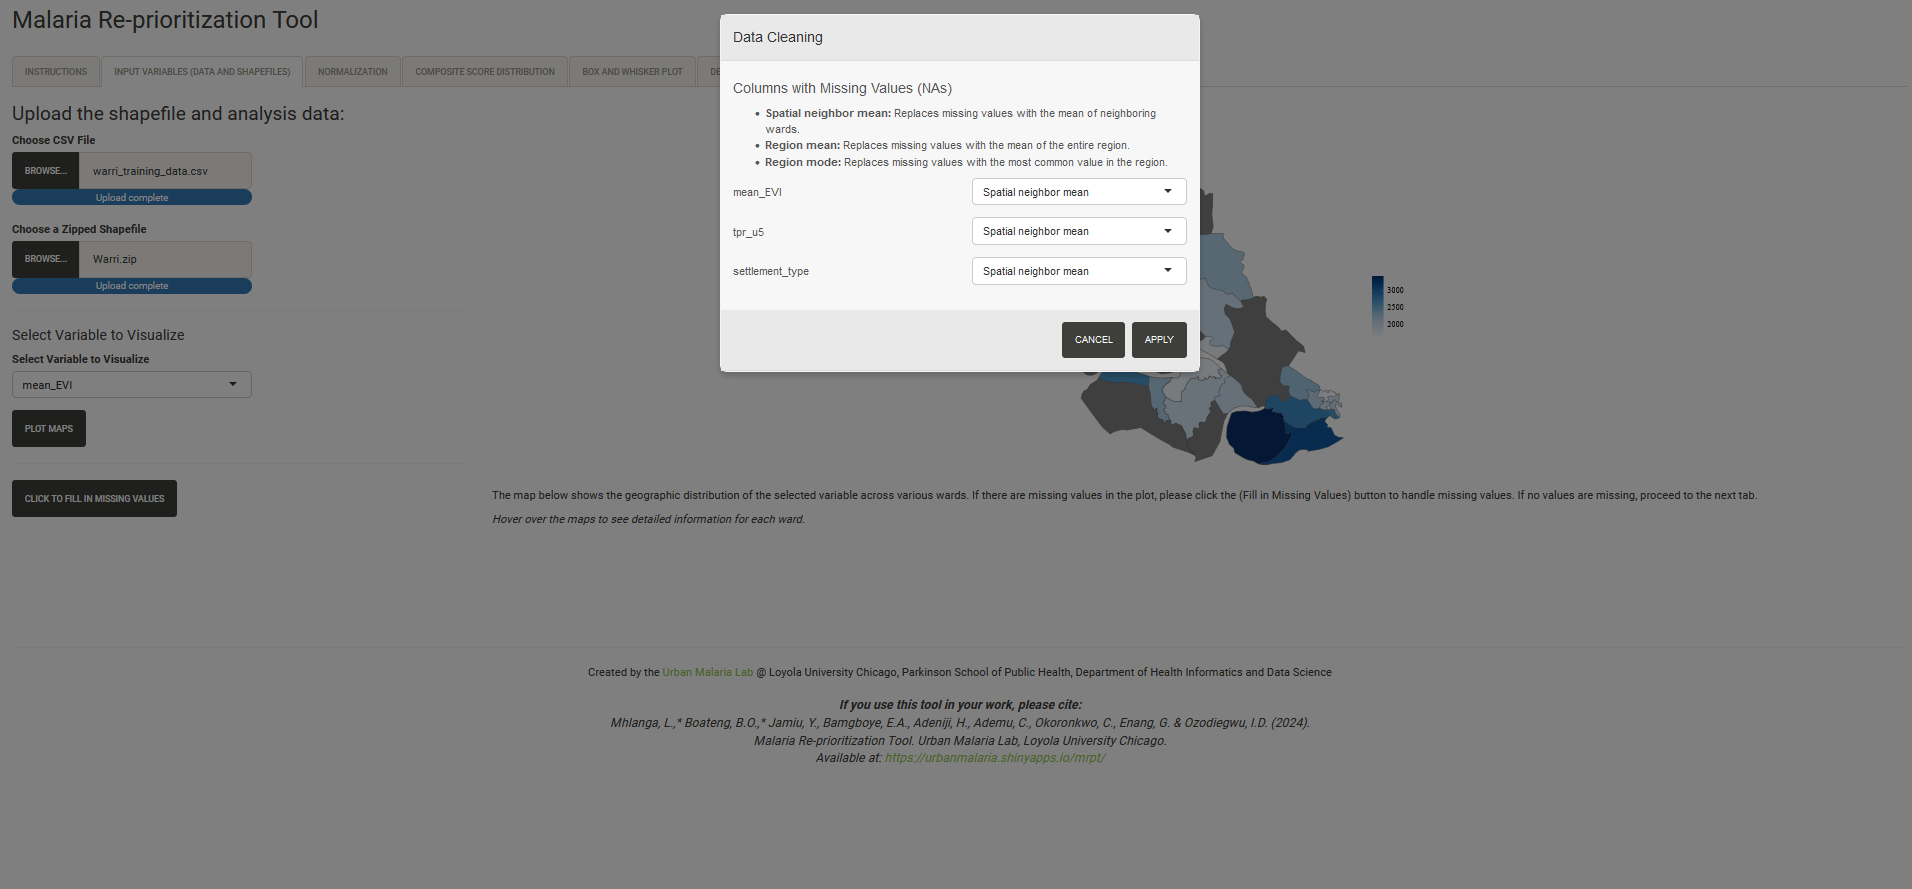 Malaria Re-prioritization Tool
INSTRUCTIONS
INPUT VARIABLES (DATA AND SHAPEFILES)
NORMALIZATION
COMPOSITE SCORE DISTRIBUTION
BOX AND WHISKER PLOT
Upload the shapefile and analysis data:
Choose CSV File
BROWSE... warri_training_data.csv
Upload complete
Choose a Zipped Shapefile
BROWSE... Warri.zip
Upload complete
Select Variable to Visualize
Select Variable to Visualize
mean_EVI
PLOT MAPS
CLICK TO FILL IN MISSING VALUES
Data Cleaning
Columns with Missing Values (NAs)
• Spatial neighbor mean: Replaces missing values with the mean of neighboring
wards.
• Region mean: Replaces missing values with the mean of the entire region.
• Region mode: Replaces missing values with the most common value in the region.
mean_EVI Spatial neighbor mean
tpr_u5 Spatial neighbor mean
settlement_type Spatial neighbor mean
CANCEL APPLY
3000
2500
2000
The map below shows the geographic distribution of the selected variable across various wards. If there are missing values in the plot, please click the (Fill in Missing Values) button to handle missing values. If no values are missing, proceed to the next tab.
Hover over the maps to see detailed information for each ward.
Created by the Urban Malaria Lab @ Loyola University Chicago, Parkinson School of Public Health, Department of Health Informatics and Data Science
If you use this tool in your work, please cite:
Mhlanga, L.,* Boateng, B.O.,* Jamiu, Y., Bamgboye, E.A., Adeniji, H., Ademu, C., Okoronkwo, C., Enang, G. & Ozodiegwu, I.D. (2024).
Malaria Re-prioritization Tool. Urban Malaria Lab, Loyola University Chicago.
Available at: https://urbanmalaria.shinyapps.io/mrpt/